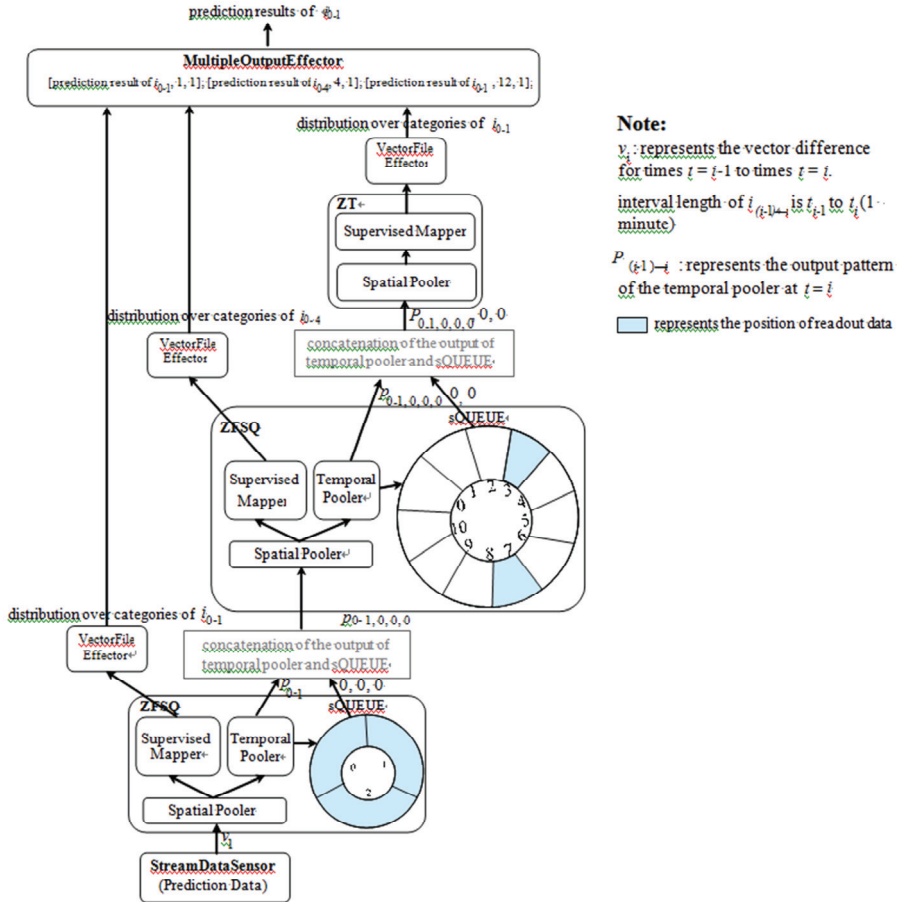 prediction results of i0-1
MultipleOutputEffector
[prediction result of i0-1, 1, 1]; [prediction result of i0-4, 4, 1]; [prediction result of i0-1 , 12, 1];
distribution over categories of i0-1
VectorFile
Effector
ZT
Supervised Mapper
Spatial Pooler
P0-1, 0, 0, 0, 0, 0
distribution over categories of i0-4
VectorFile
Effector
concatenation of the output of
temporal pooler and sQUEUE
p0-1, 0, 0, 0 0, 0
ZFSQ
sQUEUE
Supervised
Mapper
Temporal
Pooler
Spatial Pooler
0 1 2 3 4 5 6 7 8 9 10
distribution over categories of i0-1
p0-1, 0, 0, 0
VectorFile
Effector
concatenation of the output of
temporal pooler and sQUEUE
p0-1 0, 0, 0
ZFSQ
sQUEUE
Supervised
Mapper
Temporal
Pooler
Spatial Pooler
0 1 2
v1
StreamDataSensor
(Prediction Data)
Note:
vi : represents the vector difference
for times t = i-1 to times t = i.
interval length of i(i-1)-i is ti-1 to ti (1
minute)
P(i-1)-i : represents the output pattern
of the temporal pooler at t = i
represents the position of readout data